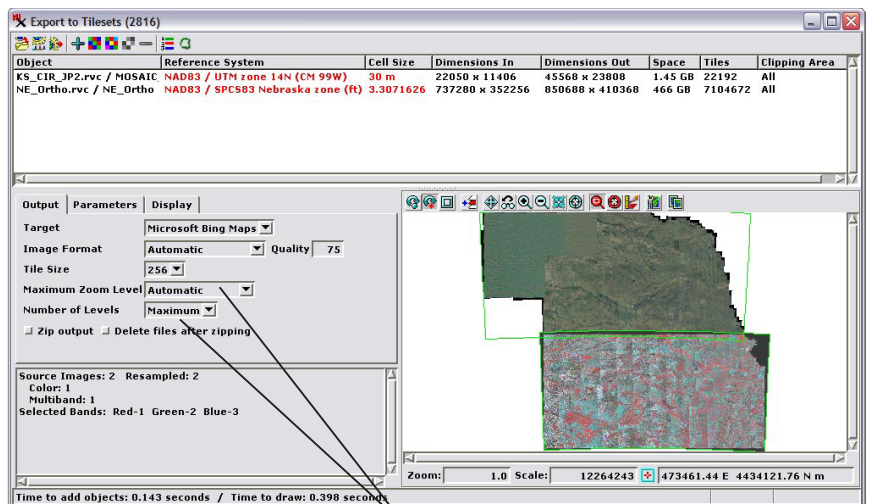 Export to Tilesets (2816)
Object Reference System Cell Size Dimensions In Dimensions Out Space Tiles Clipping Area
KS_CIR_JP2.rvc / MOSAIC NAD83 / UTM zone 14N (CM 99W) 30 m 22050 x 11406 45568 x 23808 1.45 GB 22192 All
NE_Ortho.rvc / NE_Ortho NAD83 / SPCS83 Nebraska zone (ft) 3.3071626 737280 x 352256 850688 x 410368 466 GB 7104672 All
Output Parameters Display
Target Microsoft Bing Maps
Image Format Automatic Quality 75
Tile Size 256
Maximum Zoom Level Automatic
Number of Levels Maximum
Zip output Delete files after zipping
Source Images: 2 Resampled: 2
Color: 1
Multiband: 1
Selected Bands: Red-1 Green-2 Blue-3
Zoom: 1.0 Scale: 12264243 473461.44 E 4434121.76 N m
Time to add objects: 0.143 seconds / Time to draw: 0.398 seconds